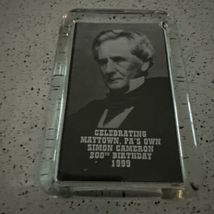 CELEBRATING
MAYTOWN, PA'S OWN
SIMON CAMERON
200TH BIRTHDAY
1999